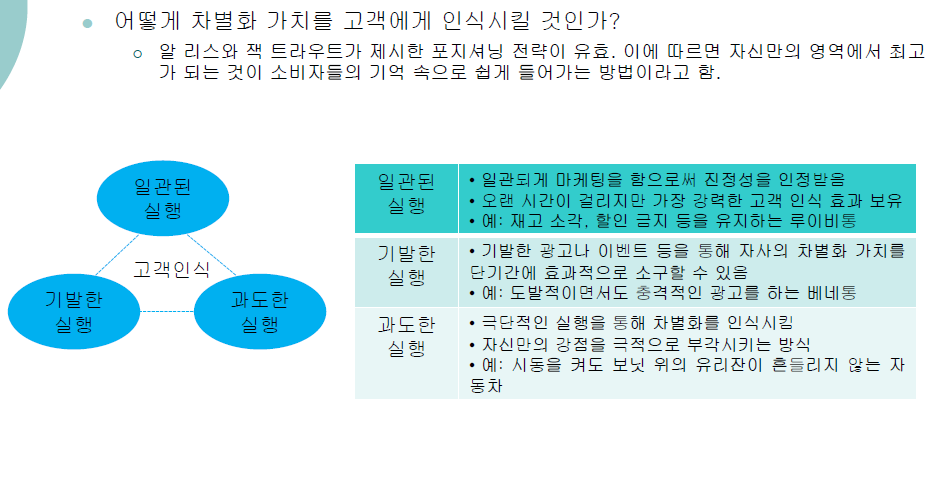 어떻게 차별화 가치를 고객에게 인식시킬 것인가?
알 리스와 잭 트라우트가 제시한 포지셔닝 전략이 유효. 이에 따르면 자신만의 영역에서 최고
가 되는 것이 소비자들의 기억 속으로 쉽게 들어가는 방법이라고 함.
일관된
실행
고객인식
기발한
실행
과도한
실행
일관된
실행
• 일관되게 마케팅을 함으로써 진정성을 인정받음
• 오랜 시간이 걸리지만 가장 강력한 고객 인식 효과 보유
• 예: 재고 소각, 할인 금지 등을 유지하는 루이비통
기발한
실행
• 기발한 광고나 이벤트 등을 통해 자사의 차별화 가치를
단기간에 효과적으로 소구할 수 있음
• 예: 도발적이면서도 충격적인 광고를 하는 베네통
과도한
실행
• 극단적인 실행을 통해 차별화를 인식시킴
• 자신만의 강점을 극적으로 부각시키는 방식
• 예: 시동을 켜도 보닛 위의 유리잔이 흔들리지 않는 자
동차